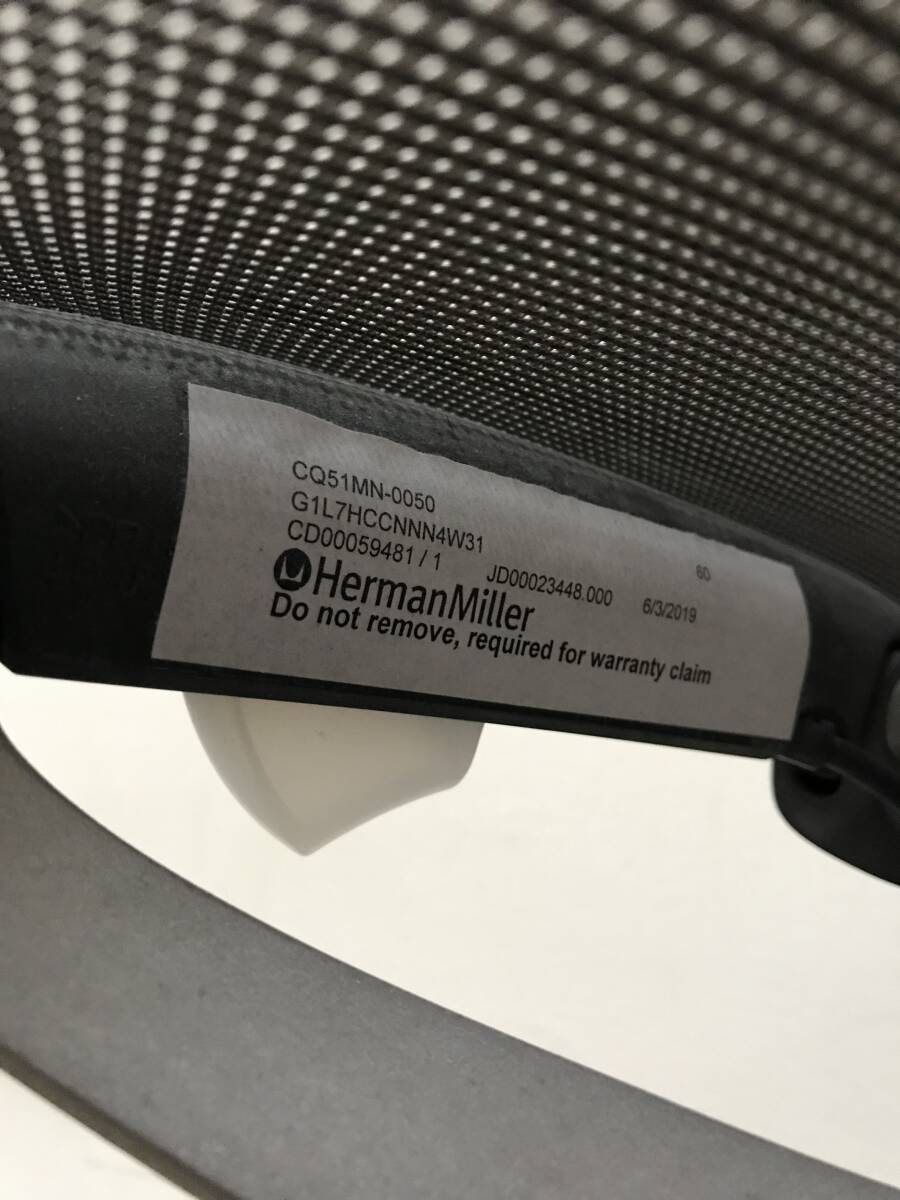 CQ51MN-0050
G1L7HCCNNN4W31
CD00059481 / 1
JD00023448.000
60
6/3/2019
HermanMiller
Do not remove, required for warranty claim